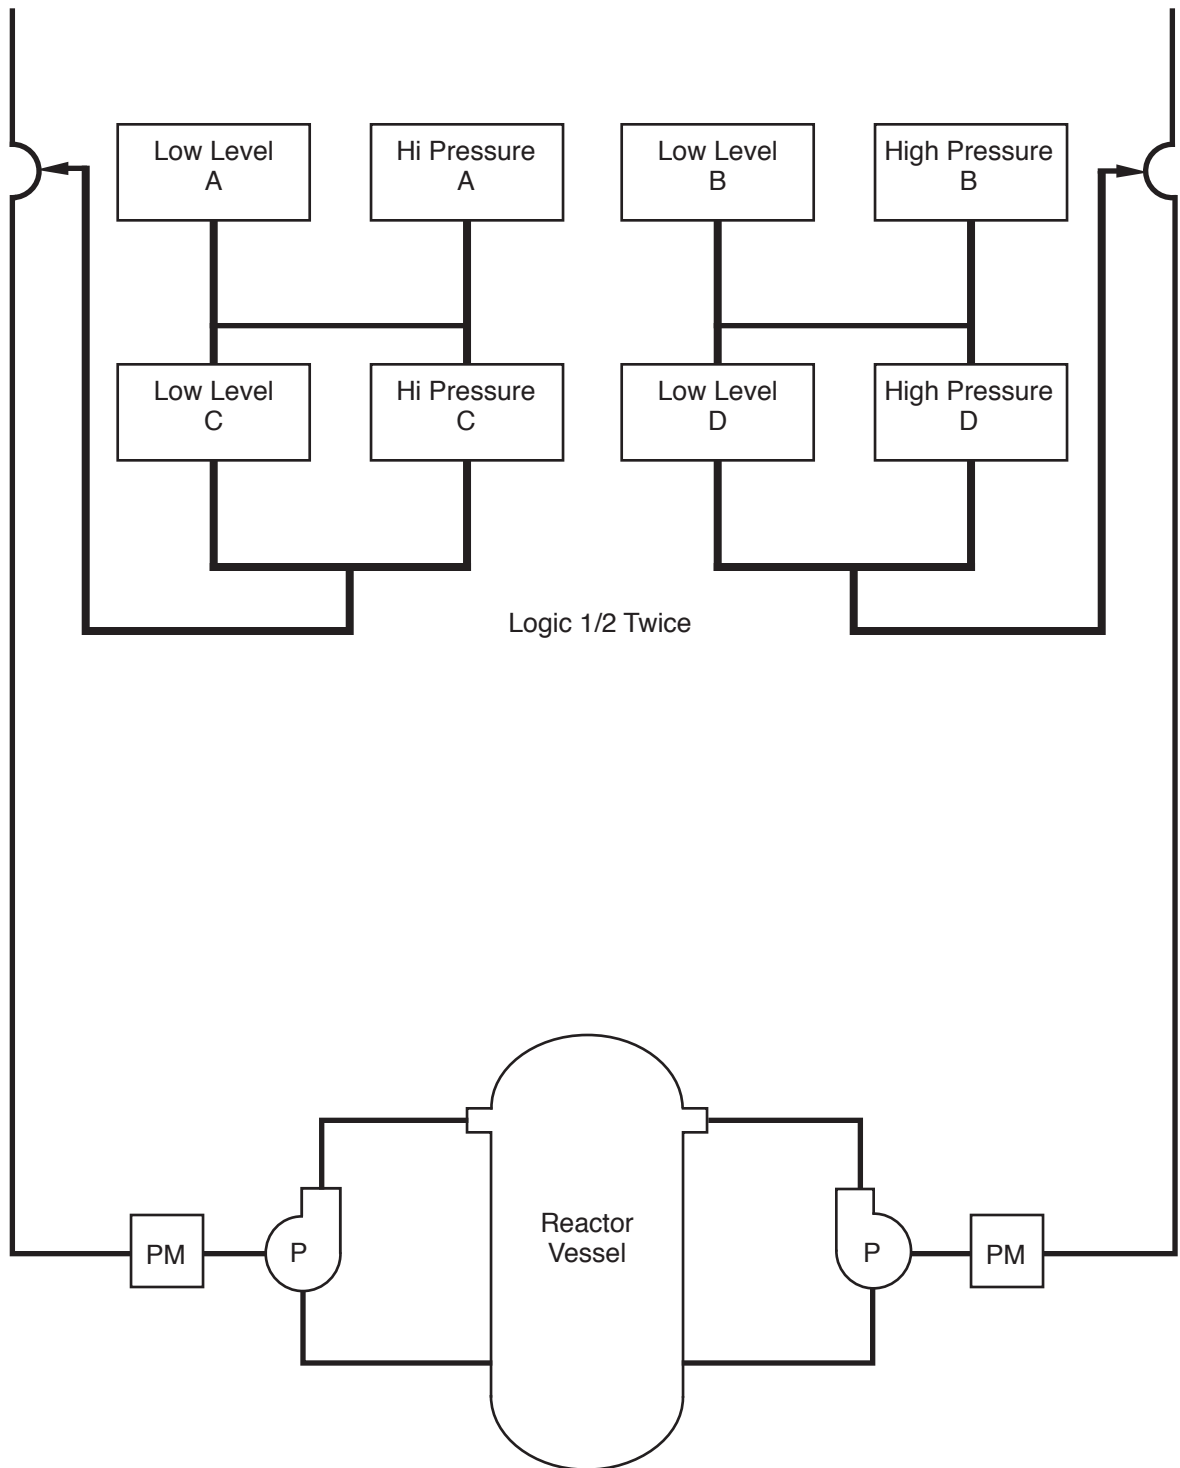 Low Level
A
Hi Pressure
A
Low Level
B
High Pressure
B
Low Level
C
Hi Pressure
C
Low Level
D
High Pressure
D
Logic 1/2 Twice
Reactor
Vessel
PM
P
P
PM